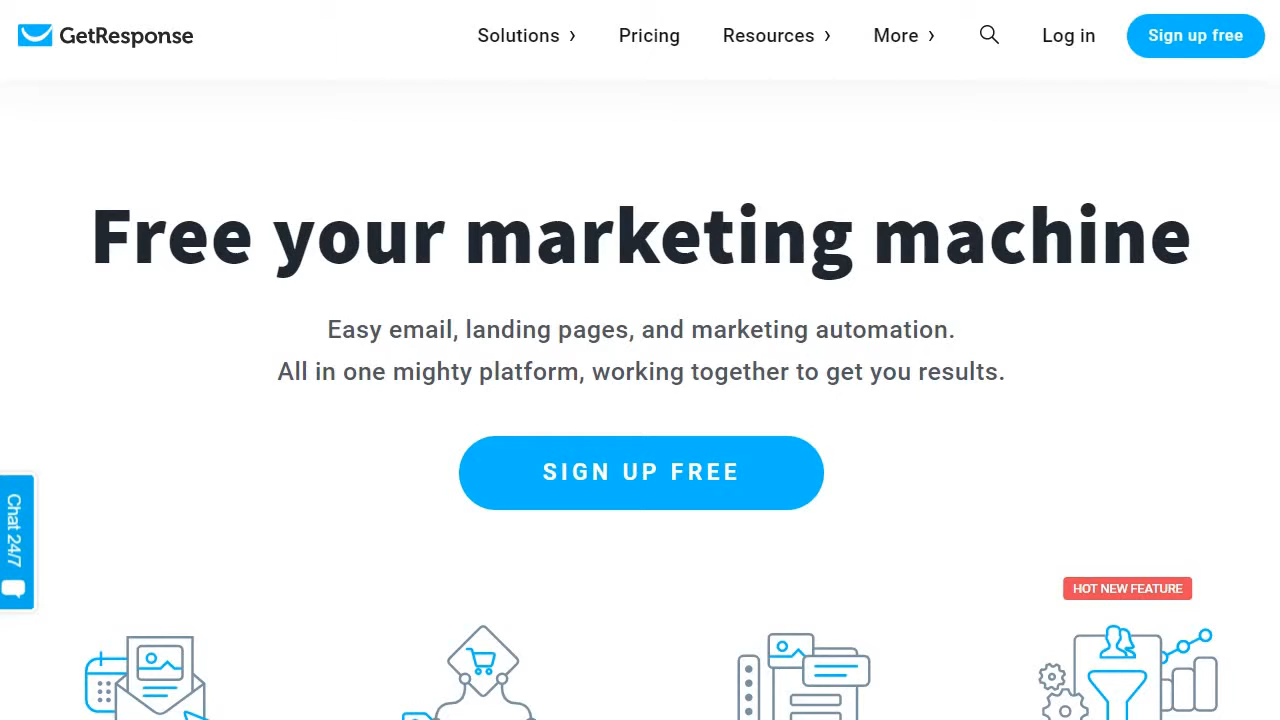 GetResponse
Solutions › Pricing Resources › More › Log in Sign up free
Free your marketing machine
Easy email, landing pages, and marketing automation.
All in one mighty platform, working together to get you results.
SIGN UP FREE
Chat 24/7
HOT NEW FEATURE